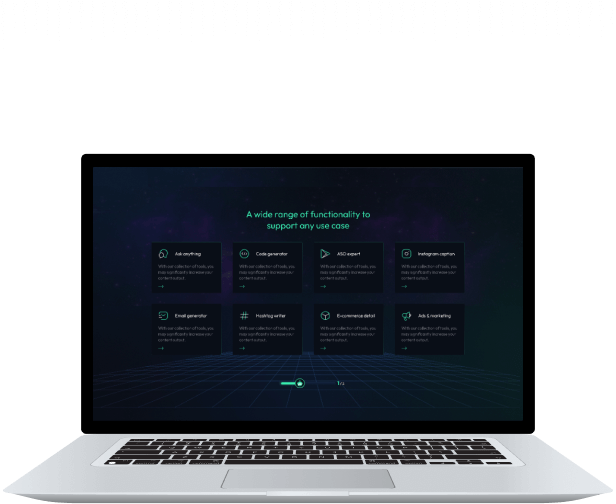 A wide range of functionality to
support any use case
Ask anything
With our collection of tools, you
may significantly increase your
content output.
Code generator
With our collection of tools, you
may significantly increase your
content output.
ASO expert
With our collection of tools, you
may significantly increase your
content output.
Instagram caption
With our collection of tools, you
may significantly increase your
content output.
Email generator
With our collection of tools, you
may significantly increase your
content output.
Hashtag writer
With our collection of tools, you
may significantly increase your
content output.
E-commerce detail
With our collection of tools, you
may significantly increase your
content output.
Ads & marketing
With our collection of tools, you
may significantly increase your
content output.
1/2